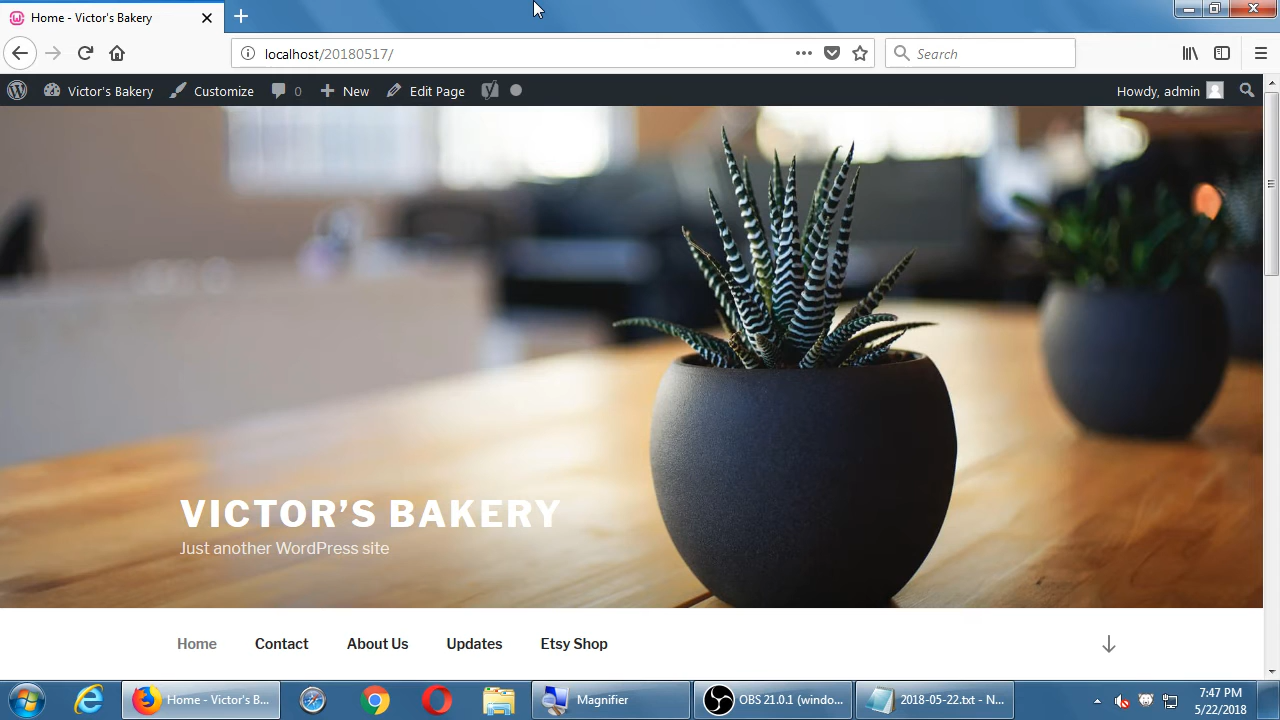 Home - Victor's Bakery
localhost/20180517/
Search
Victor's Bakery
Customize
0
New
Edit Page
Howdy, admin
VICTOR’S BAKERY
Just another WordPress site
Home
Contact
About Us
Updates
Etsy Shop
Home - Victor's B...
Magnifier
OBS 21.0.1 (windo...
2018-05-22.txt - N...
7:47 PM
5/22/2018